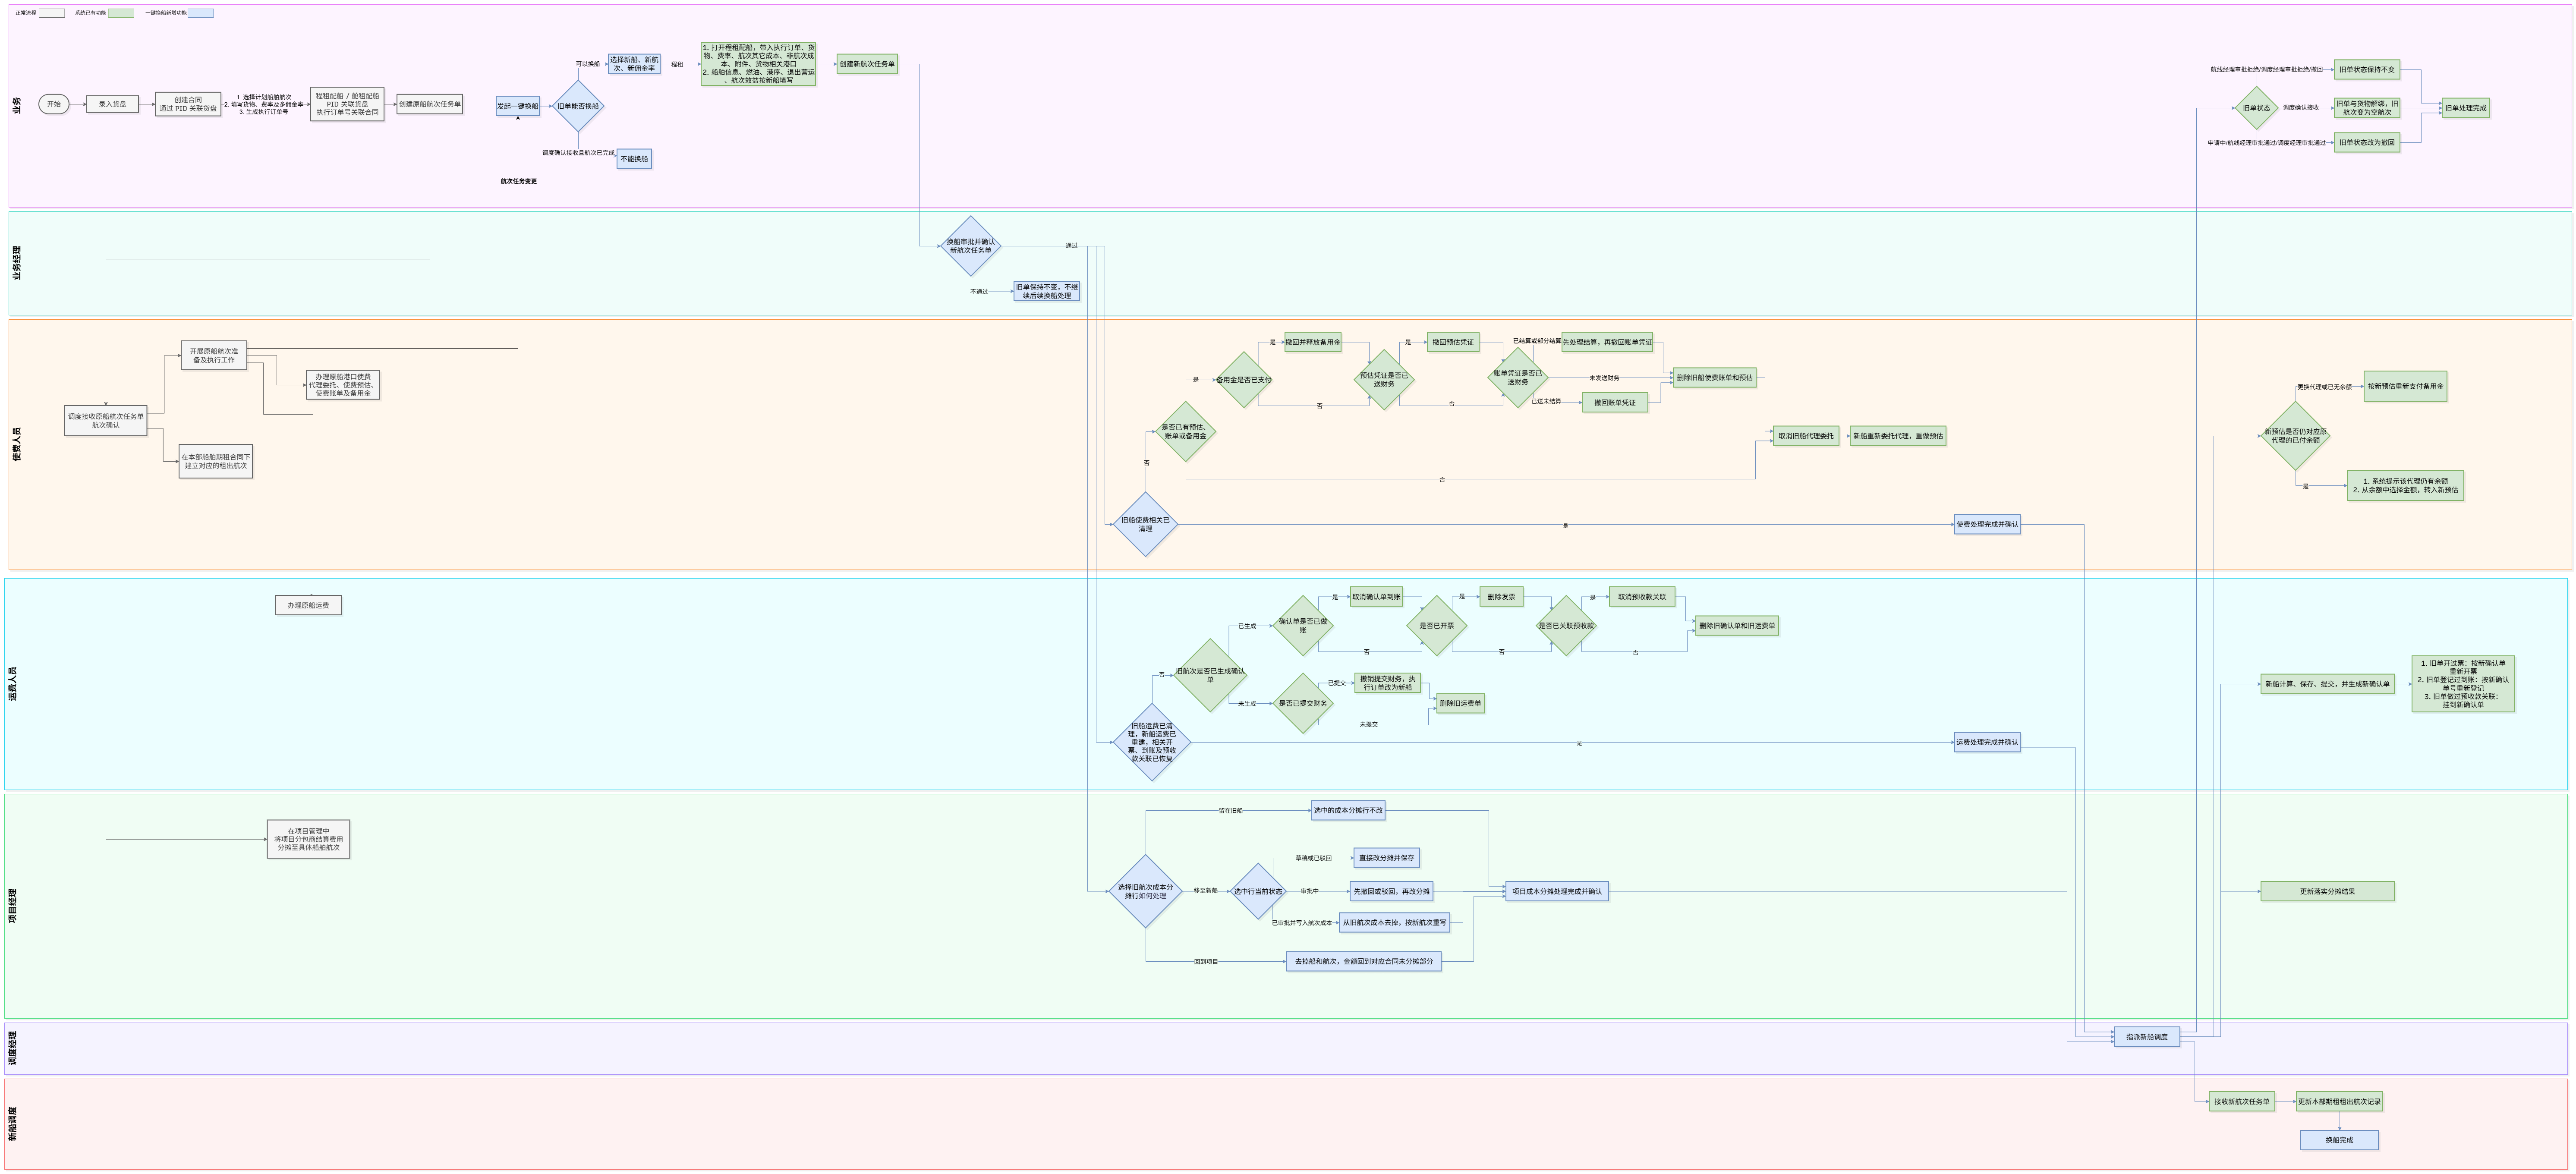 正常流程
系统已有功能
一键换船新增功能
业务
开始
录入货盘
创建合同
通过 PID 关联货盘
1. 选择计划船舶航次
2. 填写货物、费率及多佣金率
3. 生成执行订单号
程租配船 / 舱租配船
PID 关联货盘
执行订单号关联合同
创建原船航次任务单
发起一键换船
航次任务变更
旧单能否换船
可以换船
选择新船、新航
次、新佣金率
程租
1. 打开程租配船，带入执行订单、货
物、费率、航次其它成本、非航次成
本、附件、货物相关港口
2. 船舶信息、燃油、港序、退出营运
、航次效益按新船填写
创建新航次任务单
调度确认接收且航次已完成
不能换船
旧单状态
航线经理审批拒绝/调度经理审批拒绝/撤回
旧单状态保持不变
调度确认接收
旧单与货物解绑，旧
航次变为空航次
申请中/航线经理审批通过/调度经理审批通过
旧单状态改为撤回
旧单处理完成
业务经理
换船审批并确认
新航次任务单
通过
不通过
旧单保持不变，不继
续后续换船处理
使费人员
调度接收原船航次任务单
航次确认
开展原船航次准
备及执行工作
办理原船港口使费
代理委托、使费预估、
使费账单及备用金
在本部船舶期租合同下
建立对应的租出航次
旧船使费相关已
清理
否
是否已有预估、
账单或备用金
是
备用金是否已支付
是
撤回并释放备用金
否
预估凭证是否已
送财务
是
撤回预估凭证
否
账单凭证是否已
送财务
已结算或部分结算
先处理结算，再撤回账单凭证
未发送财务
已送未结算
撤回账单凭证
删除旧船使费账单和预估
否
取消旧船代理委托
新船重新委托代理，重做预估
是
使费处理完成并确认
新预估是否仍对应原
代理的已付余额
更换代理或已无余额
按新预估重新支付备用金
是
1. 系统提示该代理仍有余额
2. 从余额中选择金额，转入新预估
运费人员
办理原船运费
旧船运费已清
理，新船运费已
重建，相关开
票、到账及预收
款关联已恢复
否
旧航次是否已生成确认
单
已生成
确认单是否已做
账
是
取消确认单到账
否
是否已开票
是
删除发票
否
是否已关联预收款
是
取消预收款关联
否
删除旧确认单和旧运费单
未生成
是否已提交财务
已提交
撤销提交财务，执
行订单改为新船
未提交
删除旧运费单
是
运费处理完成并确认
新船计算、保存、提交，并生成新确认单
1. 旧单开过票：按新确认单
重新开票
2. 旧单登记过到账：按新确认
单号重新登记
3. 旧单做过预收款关联：
挂到新确认单
项目经理
在项目管理中
将项目分包商结算费用
分摊至具体船舶航次
选择旧航次成本分
摊行如何处理
留在旧船
选中的成本分摊行不改
移至新船
选中行当前状态
草稿或已驳回
直接改分摊并保存
审批中
先撤回或驳回，再改分摊
已审批并写入航次成本
从旧航次成本去掉，按新航次重写
回到项目
去掉船和航次，金额回到对应合同未分摊部分
项目成本分摊处理完成并确认
更新落实分摊结果
调度经理
指派新船调度
新船调度
接收新航次任务单
更新本部期租租出航次记录
换船完成